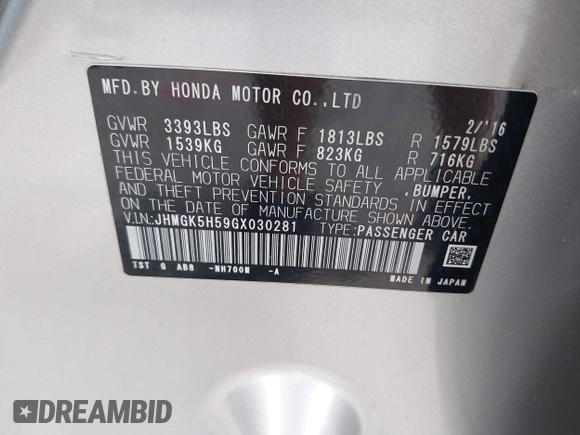 MFD.BY HONDA MOTOR CO.,LTD 2/'16
GVWR 3393LBS GAWR F 1813LBS R 1579LBS
GVWR 1539KG GAWR F 823KG R 716KG
THIS VEHICLE CONFORMS TO ALL APPLICABLE
FEDERAL MOTOR VEHICLE SAFETY ,BUMPER,
AND THEFT PREVENTION STANDARDS IN EFFECT
ON THE DATE OF MANUFACTURE SHOWN ABOVE.
V.I.N.:JHMGK5H59GX030281 TYPE:PASSENGER CAR
TST G AB8 -NH700M -A MADE IN JAPAN
DREAMBID